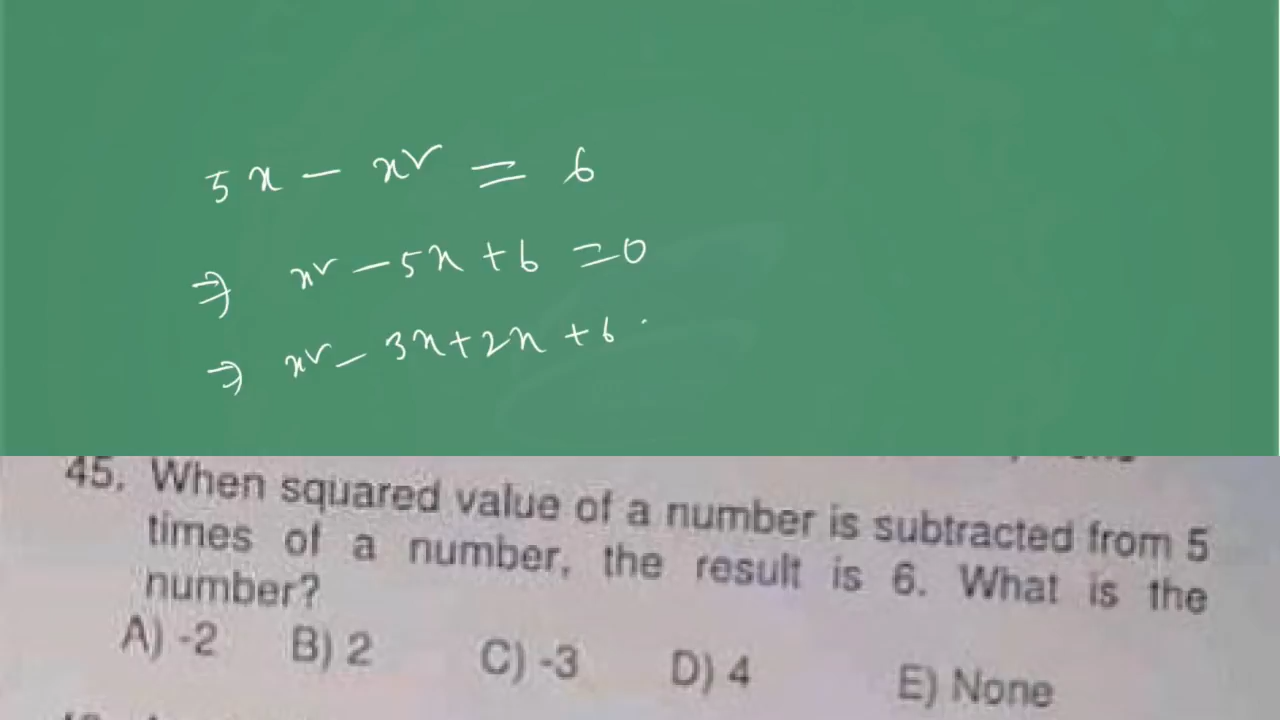 5x - x² = 6
⇒ x² - 5x + 6 = 0
⇒ x² - 3x + 2x + 6
45. When squared value of a number is subtracted from 5
times of a number, the result is 6. What is the
number?
A) -2 B) 2 C) -3 D) 4 E) None